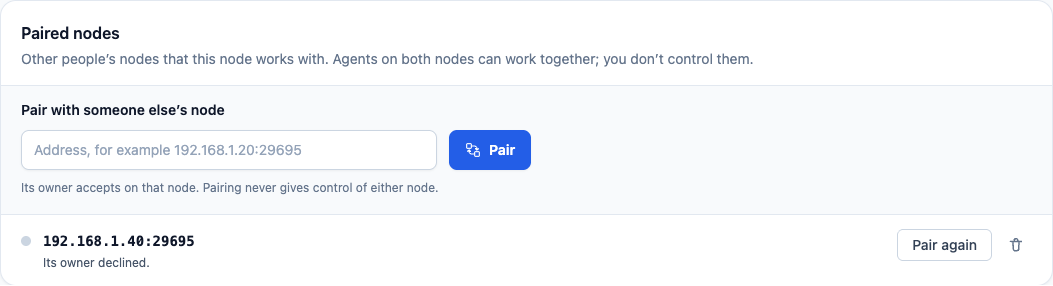 Paired nodes
Other people’s nodes that this node works with. Agents on both nodes can work together; you don’t control them.
Pair with someone else’s node
Address, for example 192.168.1.20:29695
Pair
Its owner accepts on that node. Pairing never gives control of either node.
192.168.1.40:29695
Pair again
Its owner declined.